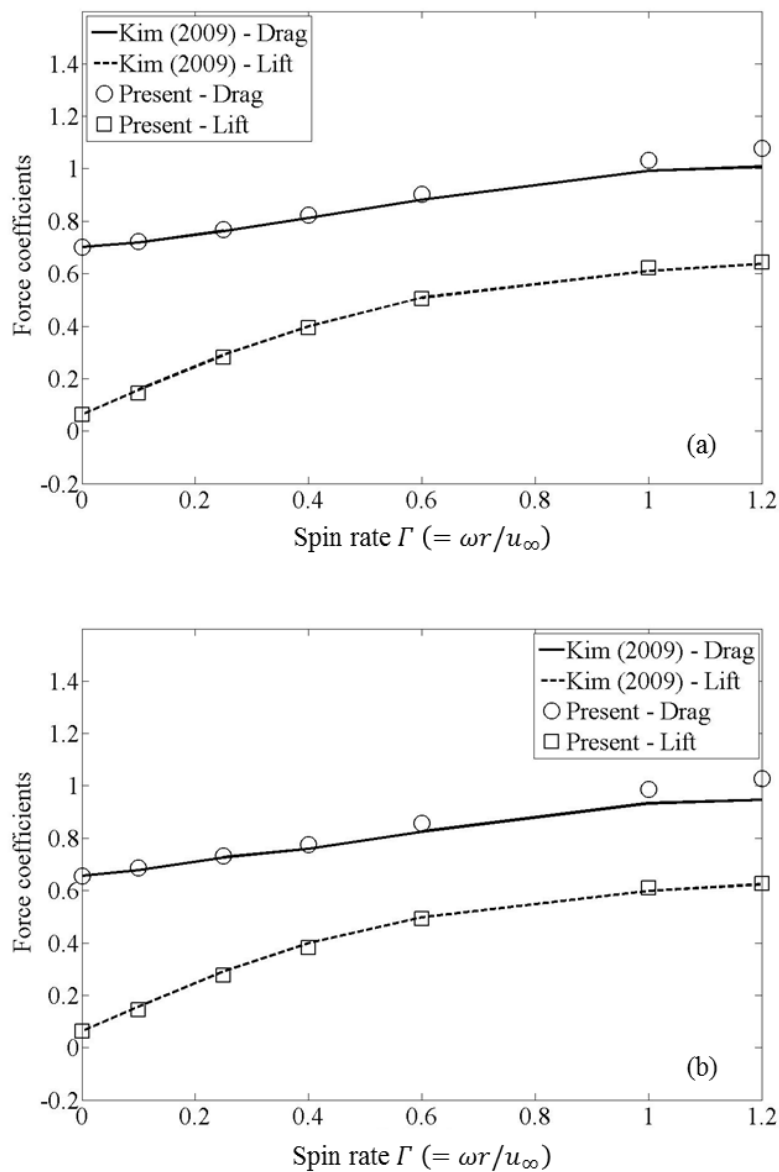 Kim (2009) - Drag
Kim (2009) - Lift
Present - Drag
Present - Lift
1.4
1.2
1
0.8
0.6
0.4
0.2
0
-0.2
Force coefficients
(a)
0 0.2 0.4 0.6 0.8 1 1.2
Spin rate Γ (= ωr/u∞)
Kim (2009) - Drag
Kim (2009) - Lift
Present - Drag
Present - Lift
1.4
1.2
1
0.8
0.6
0.4
0.2
0
-0.2
Force coefficients
(b)
0 0.2 0.4 0.6 0.8 1 1.2
Spin rate Γ (= ωr/u∞)